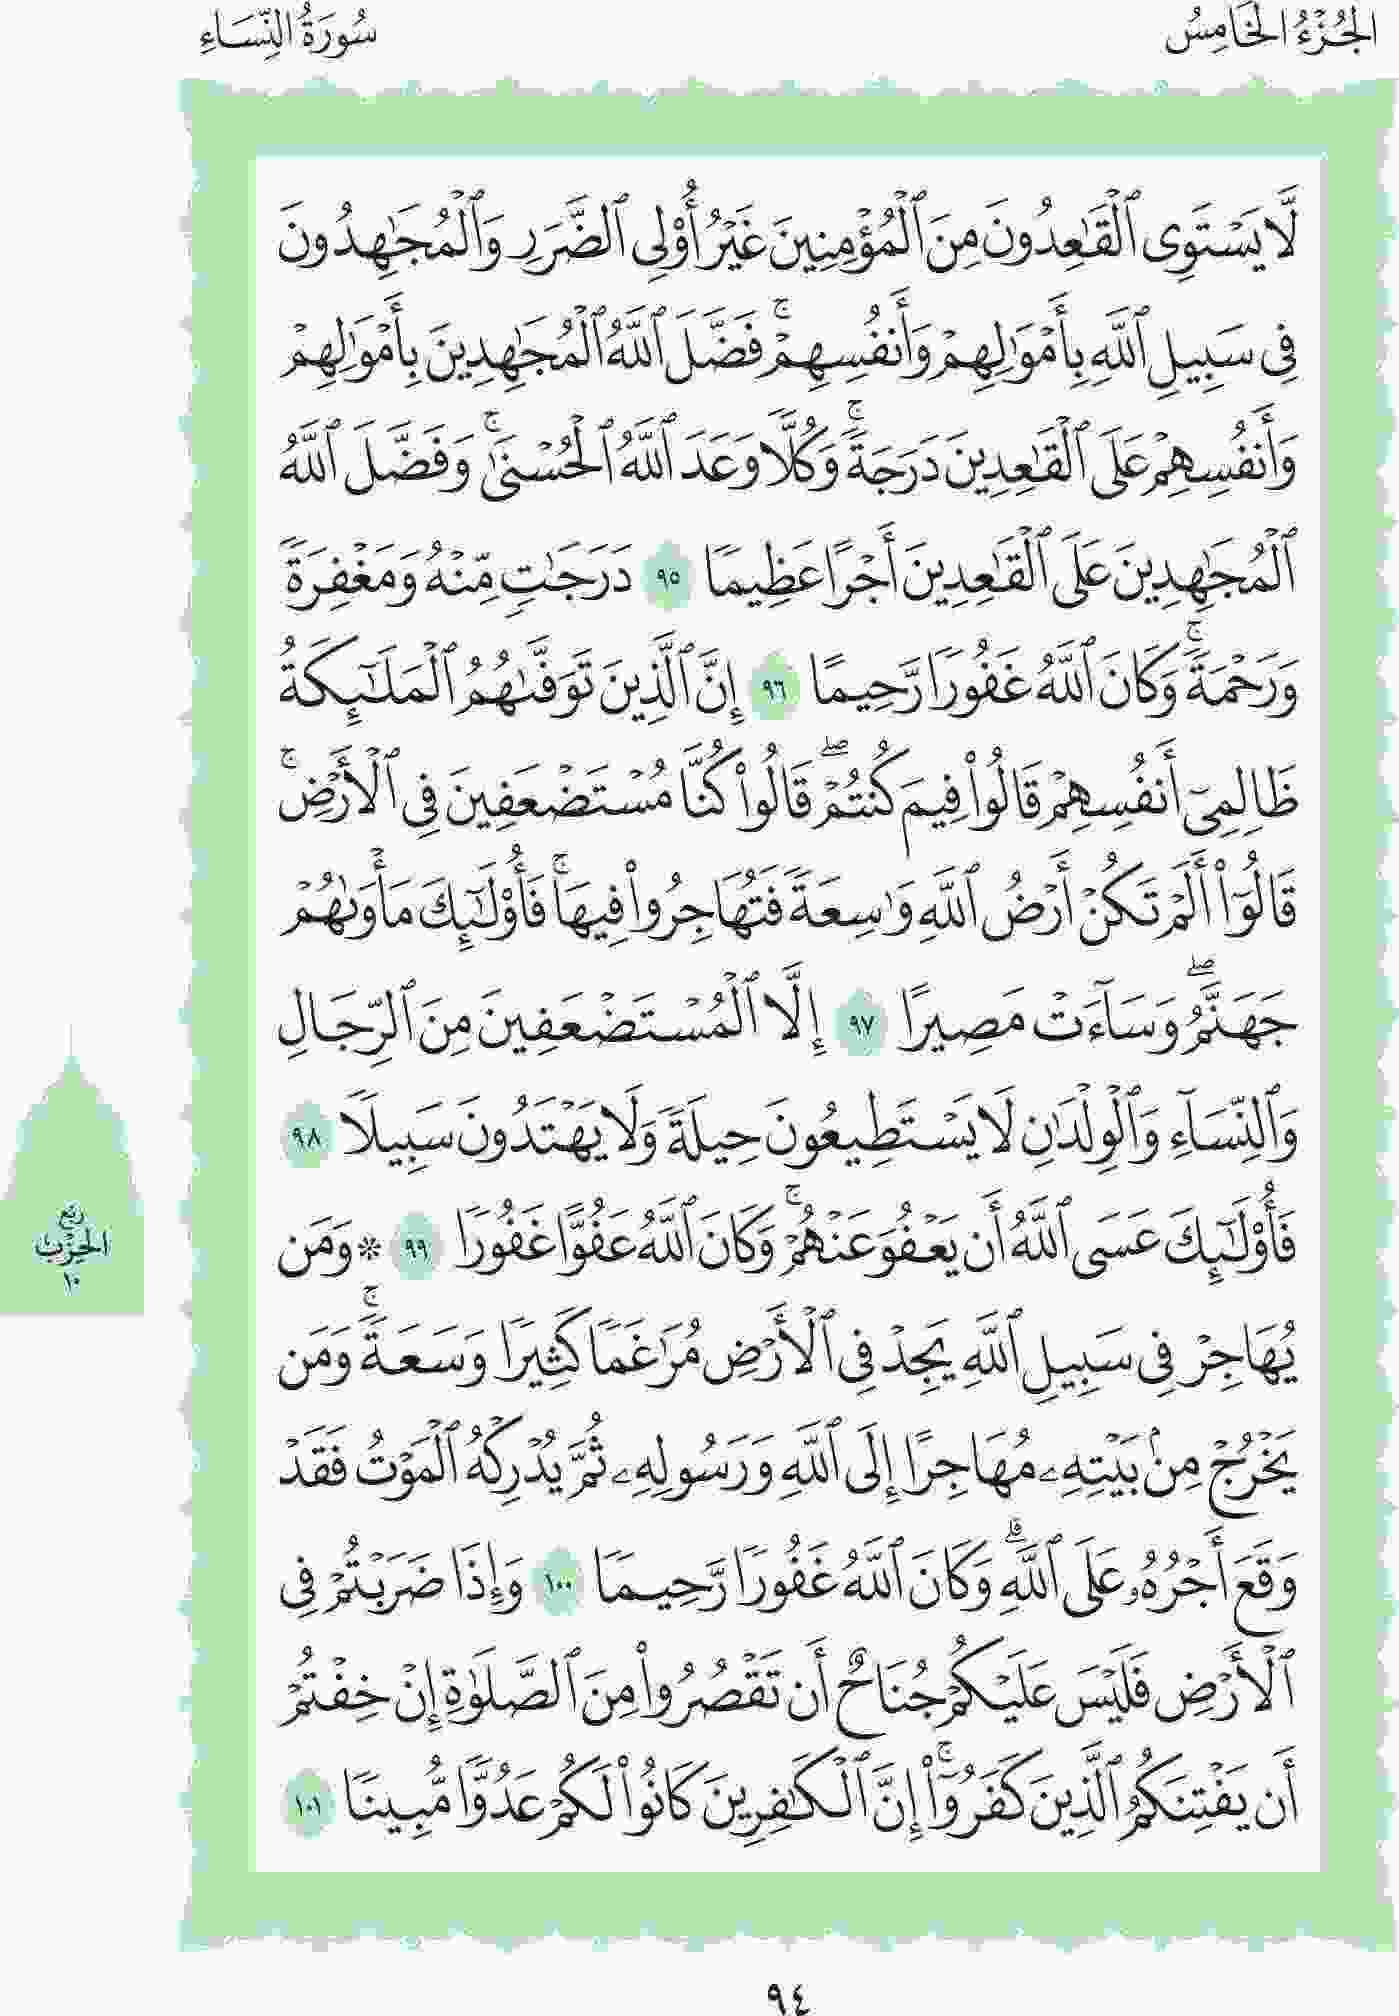 الجُزْءُ الخَامِسُ
سُورَةُ النِّسَاءِ
لَّا يَسْتَوِى ٱلْقَٰعِدُونَ مِنَ ٱلْمُؤْمِنِينَ غَيْرُ أُوْلِى ٱلضَّرَرِ وَٱلْمُجَٰهِدُونَ
فِى سَبِيلِ ٱللَّهِ بِأَمْوَٰلِهِمْ وَأَنفُسِهِمْۚ فَضَّلَ ٱللَّهُ ٱلْمُجَٰهِدِينَ بِأَمْوَٰلِهِمْ
وَأَنفُسِهِمْ عَلَى ٱلْقَٰعِدِينَ دَرَجَةًۚ وَكُلًّا وَعَدَ ٱللَّهُ ٱلْحُسْنَىٰۚ وَفَضَّلَ ٱللَّهُ
ٱلْمُجَٰهِدِينَ عَلَى ٱلْقَٰعِدِينَ أَجْرًا عَظِيمًا ٩٥ دَرَجَٰتٍ مِّنْهُ وَمَغْفِرَةً
وَرَحْمَةًۚ وَكَانَ ٱللَّهُ غَفُورًا رَّحِيمًا ٩٦ إِنَّ ٱلَّذِينَ تَوَفَّىٰهُمُ ٱلْمَلَٰٓئِكَةُ
ظَالِمِىٓ أَنفُسِهِمْ قَالُوا۟ فِيمَ كُنتُمْۖ قَالُوا۟ كُنَّا مُسْتَضْعَفِينَ فِى ٱلْأَرْضِۚ
قَالُوٓا۟ أَلَمْ تَكُنْ أَرْضُ ٱللَّهِ وَٰسِعَةً فَتُهَاجِرُوا۟ فِيهَاۚ فَأُو۟لَٰٓئِكَ مَأْوَىٰهُمْ
جَهَنَّمُۖ وَسَآءَتْ مَصِيرًا ٩٧ إِلَّا ٱلْمُسْتَضْعَفِينَ مِنَ ٱلرِّجَالِ
وَٱلنِّسَآءِ وَٱلْوِلْدَٰنِ لَا يَسْتَطِيعُونَ حِيلَةً وَلَا يَهْتَدُونَ سَبِيلًا ٩٨
فَأُو۟لَٰٓئِكَ عَسَى ٱللَّهُ أَن يَعْفُوَ عَنْهُمْۚ وَكَانَ ٱللَّهُ عَفُوًّا غَفُورًا ٩٩ * وَمَن
يُهَاجِرْ فِى سَبِيلِ ٱللَّهِ يَجِدْ فِى ٱلْأَرْضِ مُرَٰغَمًا كَثِيرًا وَسَعَةًۚ وَمَن
يَخْرُجْ مِنۢ بَيْتِهِۦ مُهَاجِرًا إِلَى ٱللَّهِ وَرَسُولِهِۦ ثُمَّ يُدْرِكْهُ ٱلْمَوْتُ فَقَدْ
وَقَعَ أَجْرُهُۥ عَلَى ٱللَّهِۗ وَكَانَ ٱللَّهُ غَفُورًا رَّحِيمًا ١٠٠ وَإِذَا ضَرَبْتُمْ فِى
ٱلْأَرْضِ فَلَيْسَ عَلَيْكُمْ جُنَاحٌ أَن تَقْصُرُوا۟ مِنَ ٱلصَّلَوٰةِ إِنْ خِفْتُمْ
أَن يَفْتِنَكُمُ ٱلَّذِينَ كَفَرُوٓا۟ۚ إِنَّ ٱلْكَٰفِرِينَ كَانُوا۟ لَكُمْ عَدُوًّا مُّبِينًا ١٠١
رُبْع
الحِزْب
١٠
٩٤